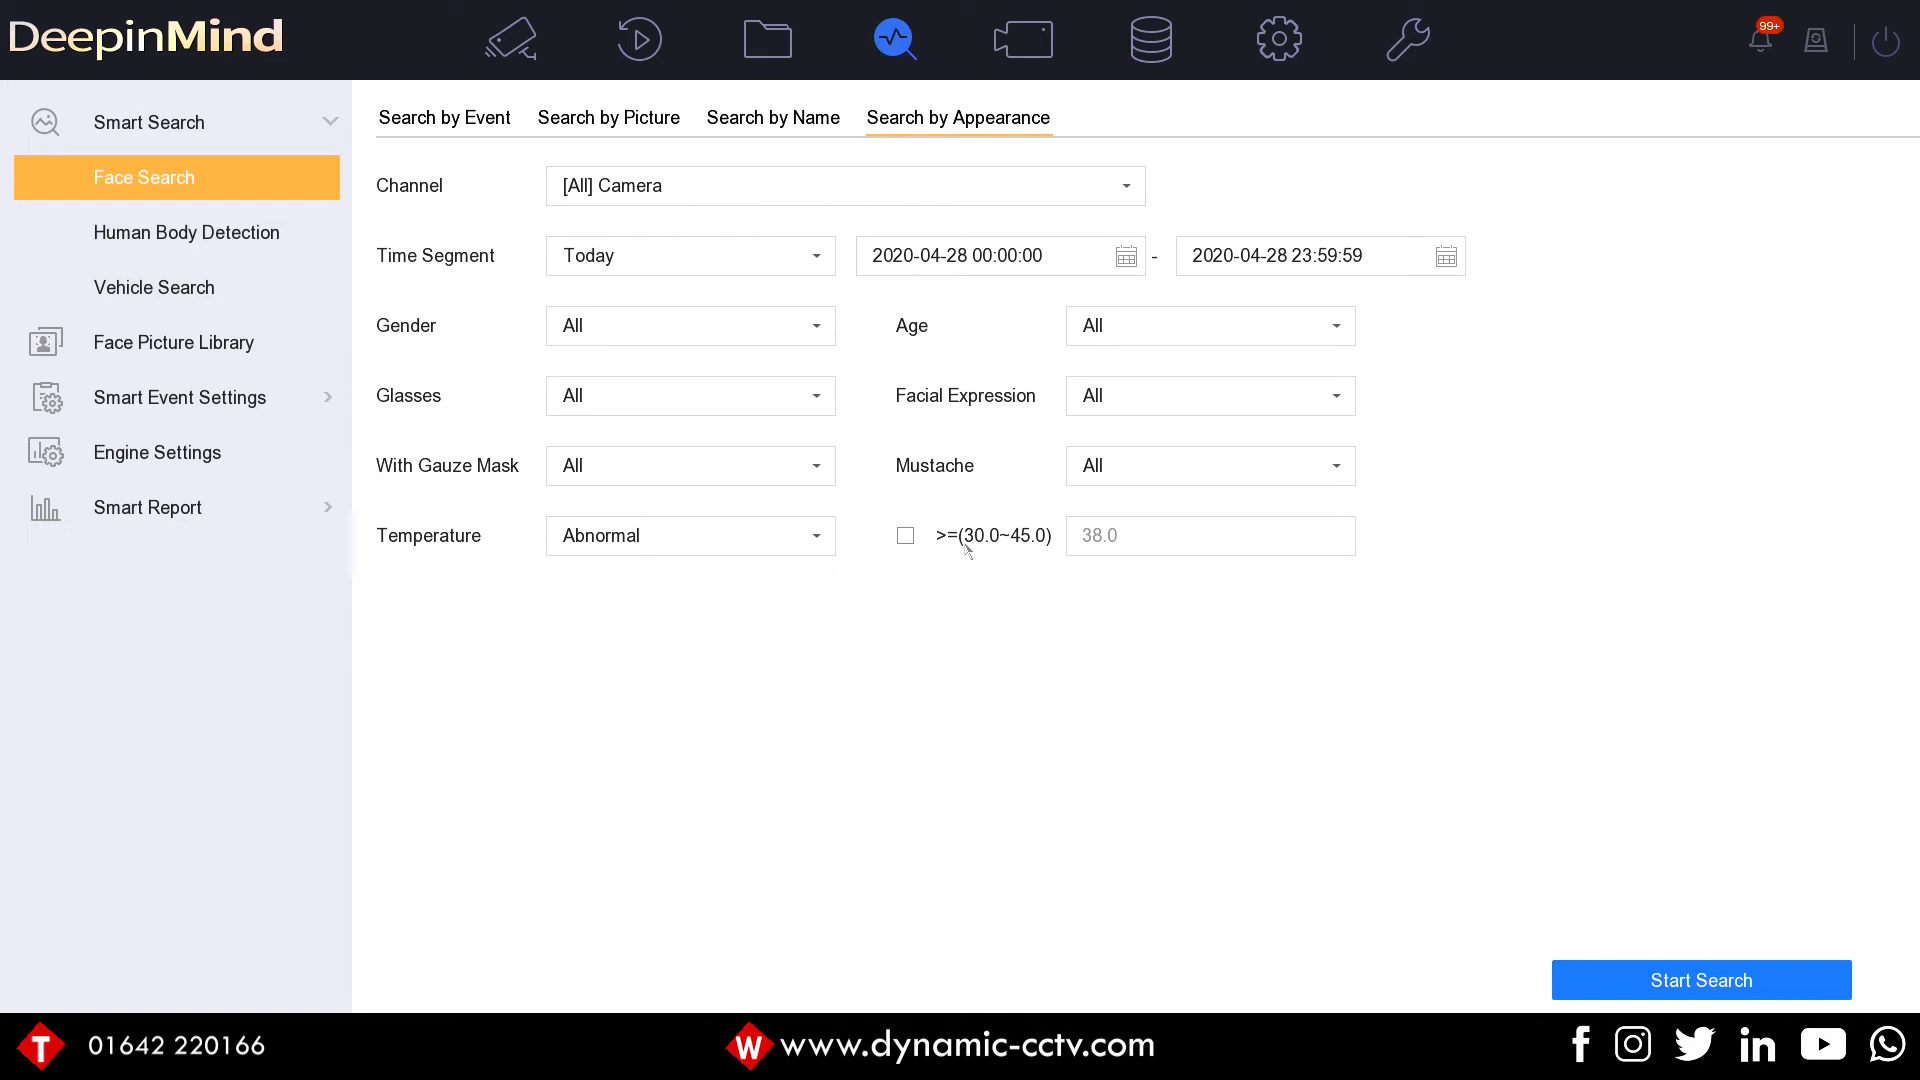 DeepinMind
99+
Smart Search
Face Search
Human Body Detection
Vehicle Search
Face Picture Library
Smart Event Settings
Engine Settings
Smart Report
Search by Event Search by Picture Search by Name Search by Appearance
Channel [All] Camera
Time Segment Today 2020-04-28 00:00:00 - 2020-04-28 23:59:59
Gender All Age All
Glasses All Facial Expression All
With Gauze Mask All Mustache All
Temperature Abnormal >=(30.0~45.0) 38.0
Start Search
T 01642 220166 W www.dynamic-cctv.com